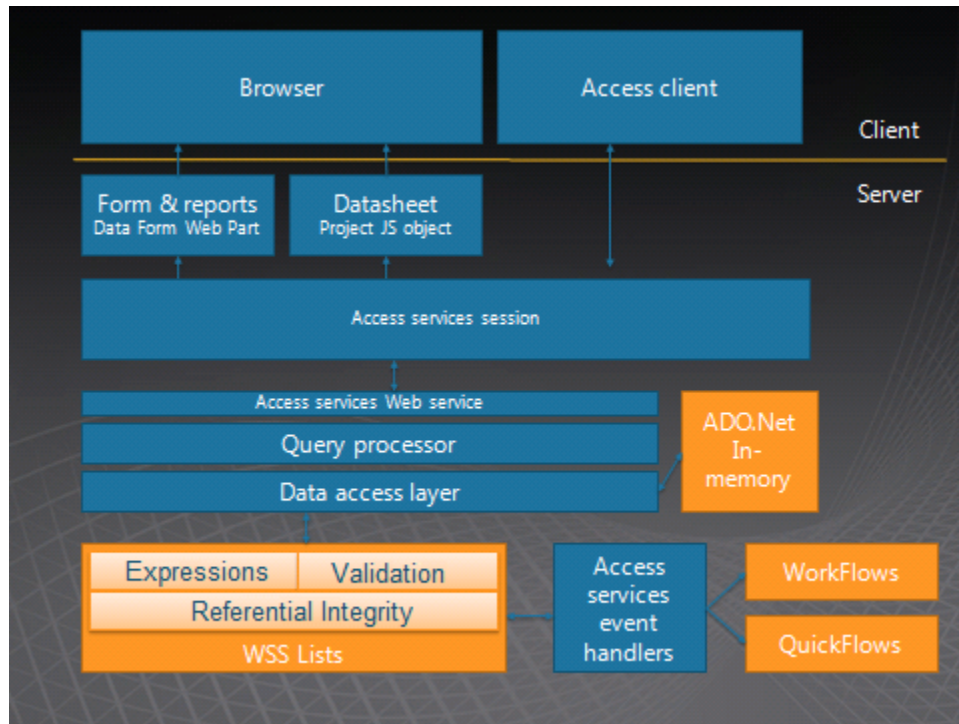 Browser
Access client
Client
Server
Form & reports
Data Form Web Part
Datasheet
Project JS object
Access services session
Access services Web service
Query processor
Data access layer
ADO.Net
In-
memory
Expressions
Validation
Referential Integrity
WSS Lists
Access
services
event
handlers
WorkFlows
QuickFlows